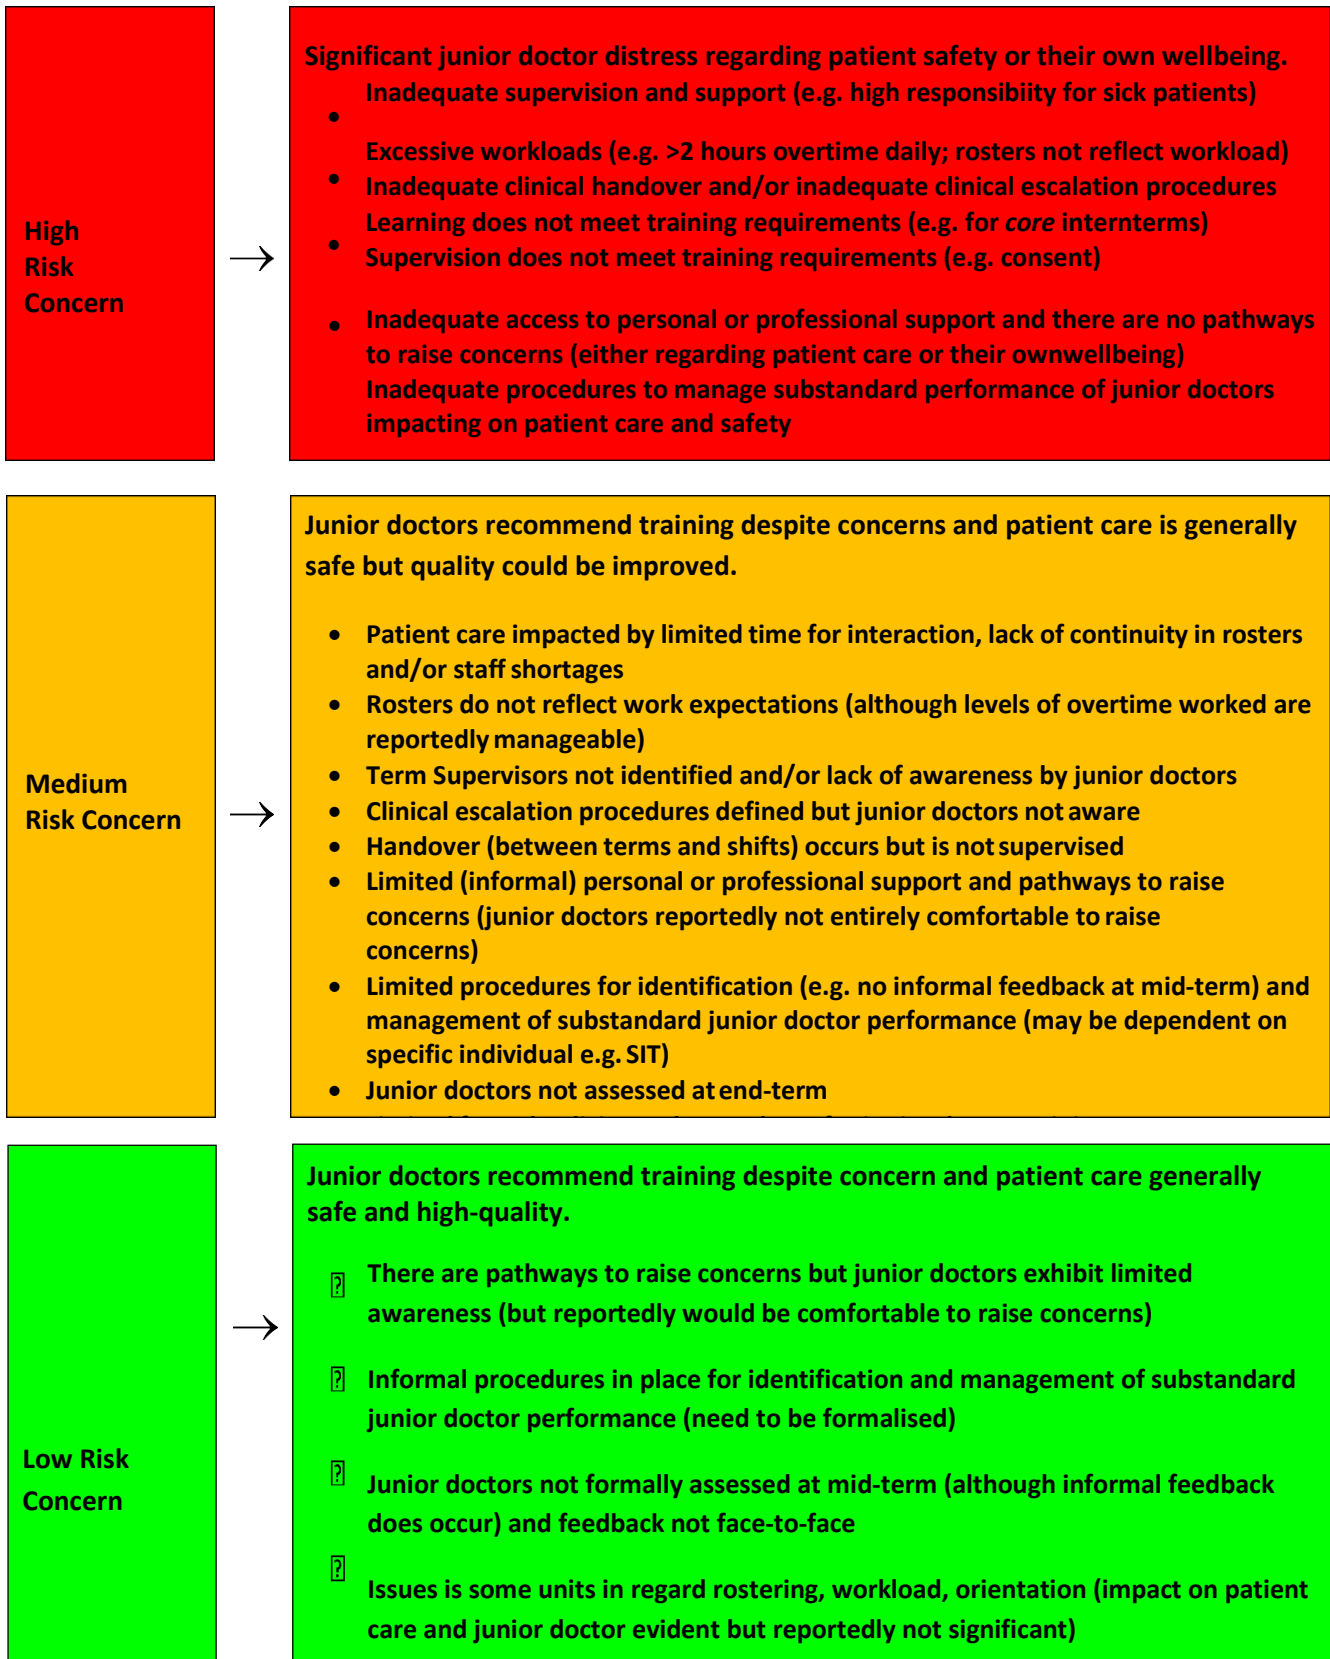 High
Risk
Concern
→
Significant junior doctor distress regarding patient safety or their own wellbeing.
Inadequate supervision and support (e.g. high responsibiity for sick patients)
•
Excessive workloads (e.g. >2 hours overtime daily; rosters not reflect workload)
• Inadequate clinical handover and/or inadequate clinical escalation procedures
Learning does not meet training requirements (e.g. for core internterms)
• Supervision does not meet training requirements (e.g. consent)
• Inadequate access to personal or professional support and there are no pathways
to raise concerns (either regarding patient care or their ownwellbeing)
Inadequate procedures to manage substandard performance of junior doctors
impacting on patient care and safety
Medium
Risk Concern
→
Junior doctors recommend training despite concerns and patient care is generally
safe but quality could be improved.
• Patient care impacted by limited time for interaction, lack of continuity in rosters
and/or staff shortages
• Rosters do not reflect work expectations (although levels of overtime worked are
reportedly manageable)
• Term Supervisors not identified and/or lack of awareness by junior doctors
• Clinical escalation procedures defined but junior doctors not aware
• Handover (between terms and shifts) occurs but is not supervised
• Limited (informal) personal or professional support and pathways to raise
concerns (junior doctors reportedly not entirely comfortable to raise
concerns)
• Limited procedures for identification (e.g. no informal feedback at mid-term) and
management of substandard junior doctor performance (may be dependent on
specific individual e.g. SIT)
• Junior doctors not assessed at end-term
Low Risk
Concern
→
Junior doctors recommend training despite concern and patient care generally
safe and high-quality.
There are pathways to raise concerns but junior doctors exhibit limited
awareness (but reportedly would be comfortable to raise concerns)
Informal procedures in place for identification and management of substandard
junior doctor performance (need to be formalised)
Junior doctors not formally assessed at mid-term (although informal feedback
does occur) and feedback not face-to-face
Issues is some units in regard rostering, workload, orientation (impact on patient
care and junior doctor evident but reportedly not significant)